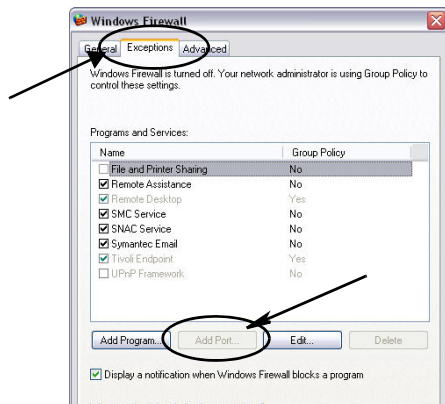 Windows Firewall
General Exceptions Advanced
Windows Firewall is turned off. Your network administrator is using Group Policy to
control these settings.
Programs and Services:
Name Group Policy
File and Printer Sharing No
Remote Assistance No
Remote Desktop Yes
SMC Service No
SNAC Service No
Symantec Email No
Tivoli Endpoint Yes
UPnP Framework No
Add Program... Add Port... Edit... Delete
Display a notification when Windows Firewall blocks a program